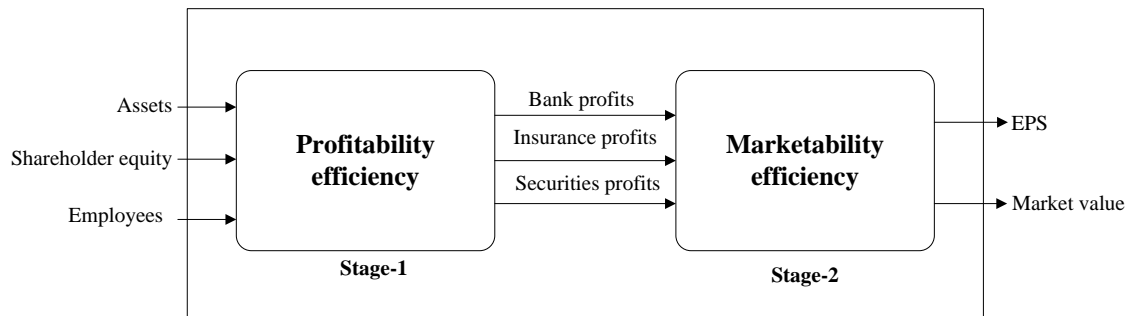 Assets
Shareholder equity
Employees
Profitability
efficiency
Stage-1
Bank profits
Insurance profits
Securities profits
Marketability
efficiency
Stage-2
EPS
Market value